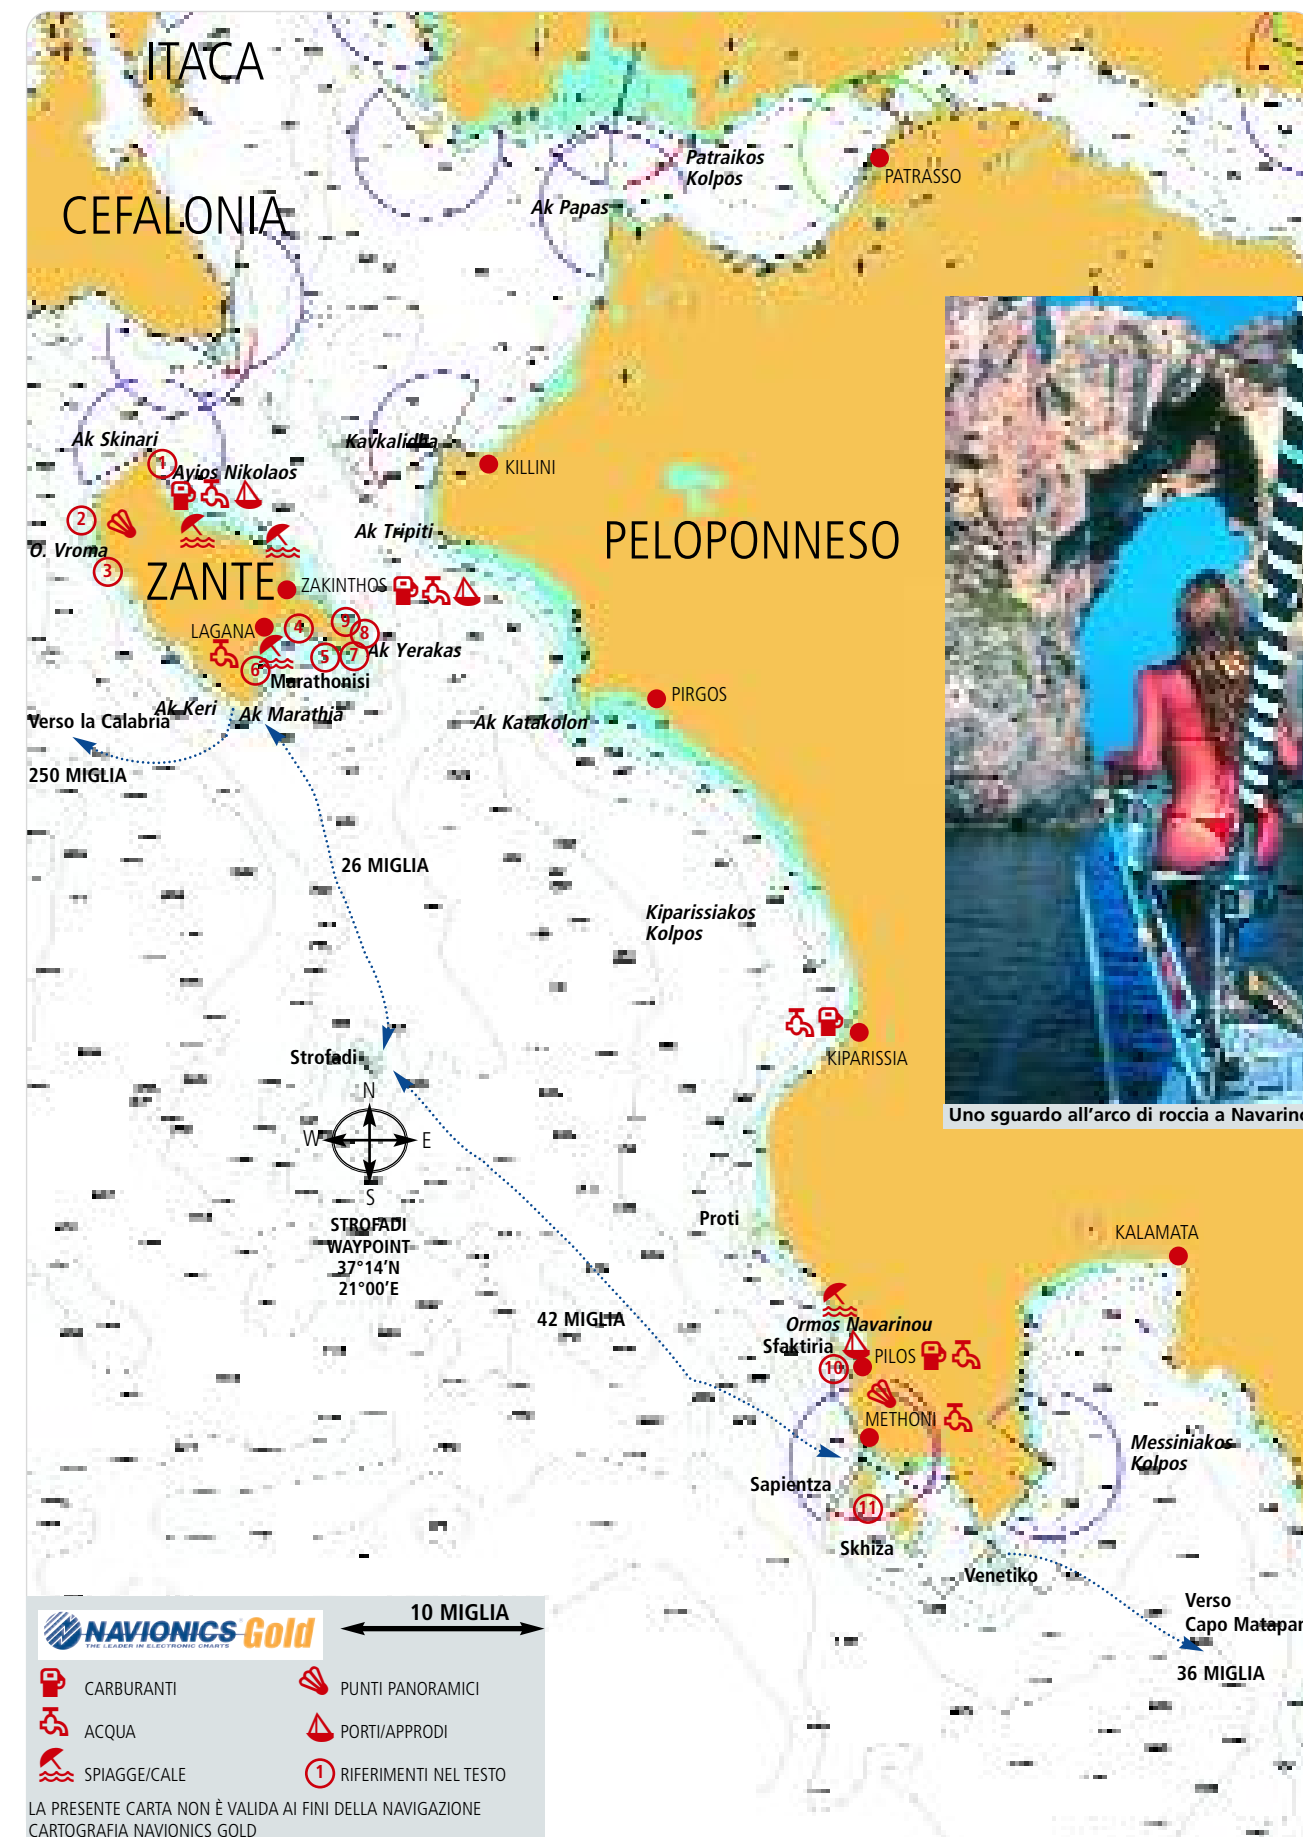 ITACA
CEFALONIA
Patraikos
Kolpos
PATRASSO
Ak Papas
Ak Skinari
1
Ayios Nikolaos
Kavkalidha
KILLINI
2
O. Vroma
3
Ak Tripiti
PELOPONNESO
ZANTE
ZAKINTHOS
LAGANA
4
9
8
5
7
Ak Yerakas
6
Marathonisi
PIRGOS
Ak Keri
Ak Marathia
Ak Katakolon
Verso la Calabria
250 MIGLIA
26 MIGLIA
Kiparissiakos
Kolpos
Strofadi
KIPARISSIA
N
W
E
S
STROFADI
WAYPOINT
37°14'N
21°00'E
Uno sguardo all'arco di roccia a Navarino
Proti
KALAMATA
42 MIGLIA
Ormos Navarinou
Sfaktiria
10
PILOS
METHONI
Messiniakos
Kolpos
Sapientza
11
Skhiza
Venetiko
Verso
Capo Matapan
36 MIGLIA
NAVIONICS Gold
THE LEADER IN ELECTRONIC CHARTS
10 MIGLIA
CARBURANTI
PUNTI PANORAMICI
ACQUA
PORTI/APPRODI
SPIAGGE/CALE
1
RIFERIMENTI NEL TESTO
LA PRESENTE CARTA NON È VALIDA AI FINI DELLA NAVIGAZIONE
CARTOGRAFIA NAVIONICS GOLD